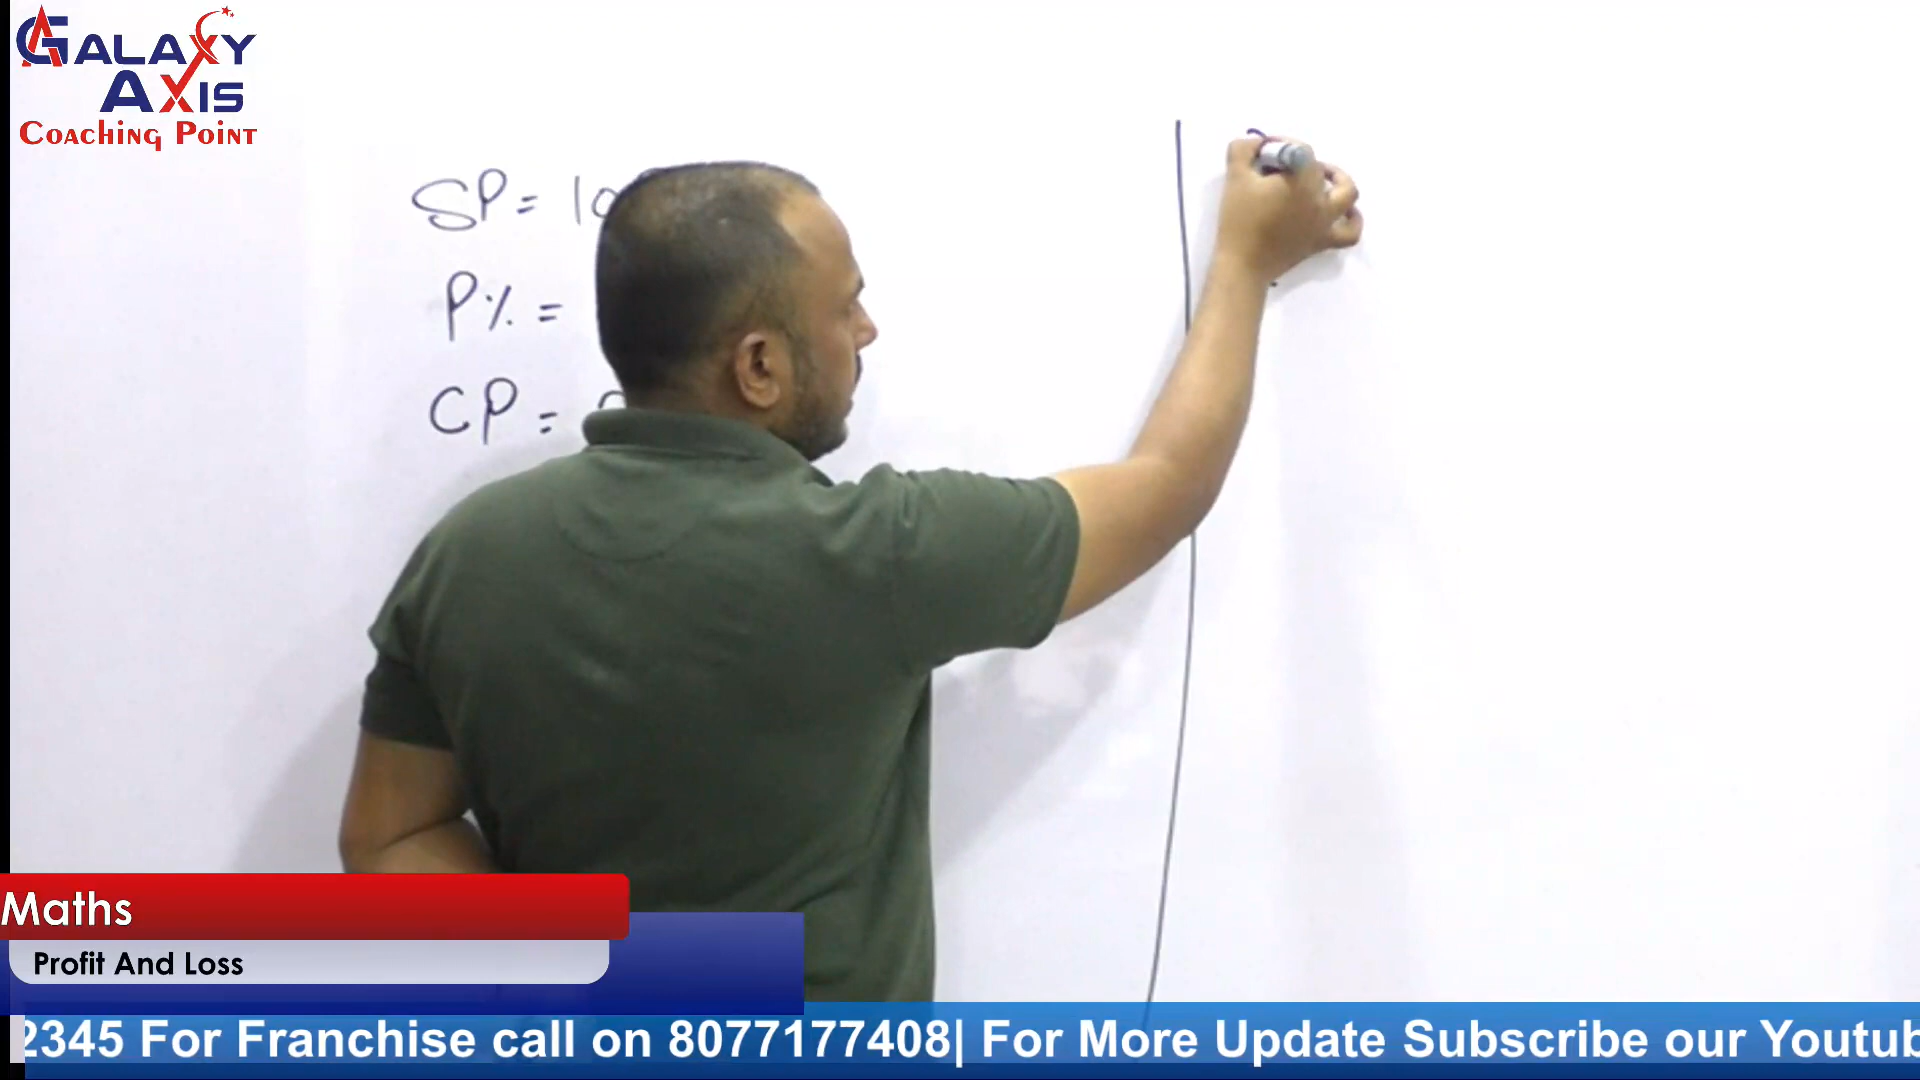 GALAXY
AXIS
COACHING POINT
SP = 10
P% =
CP =
Maths
Profit And Loss
2345 For Franchise call on 8077177408| For More Update Subscribe our Youtub